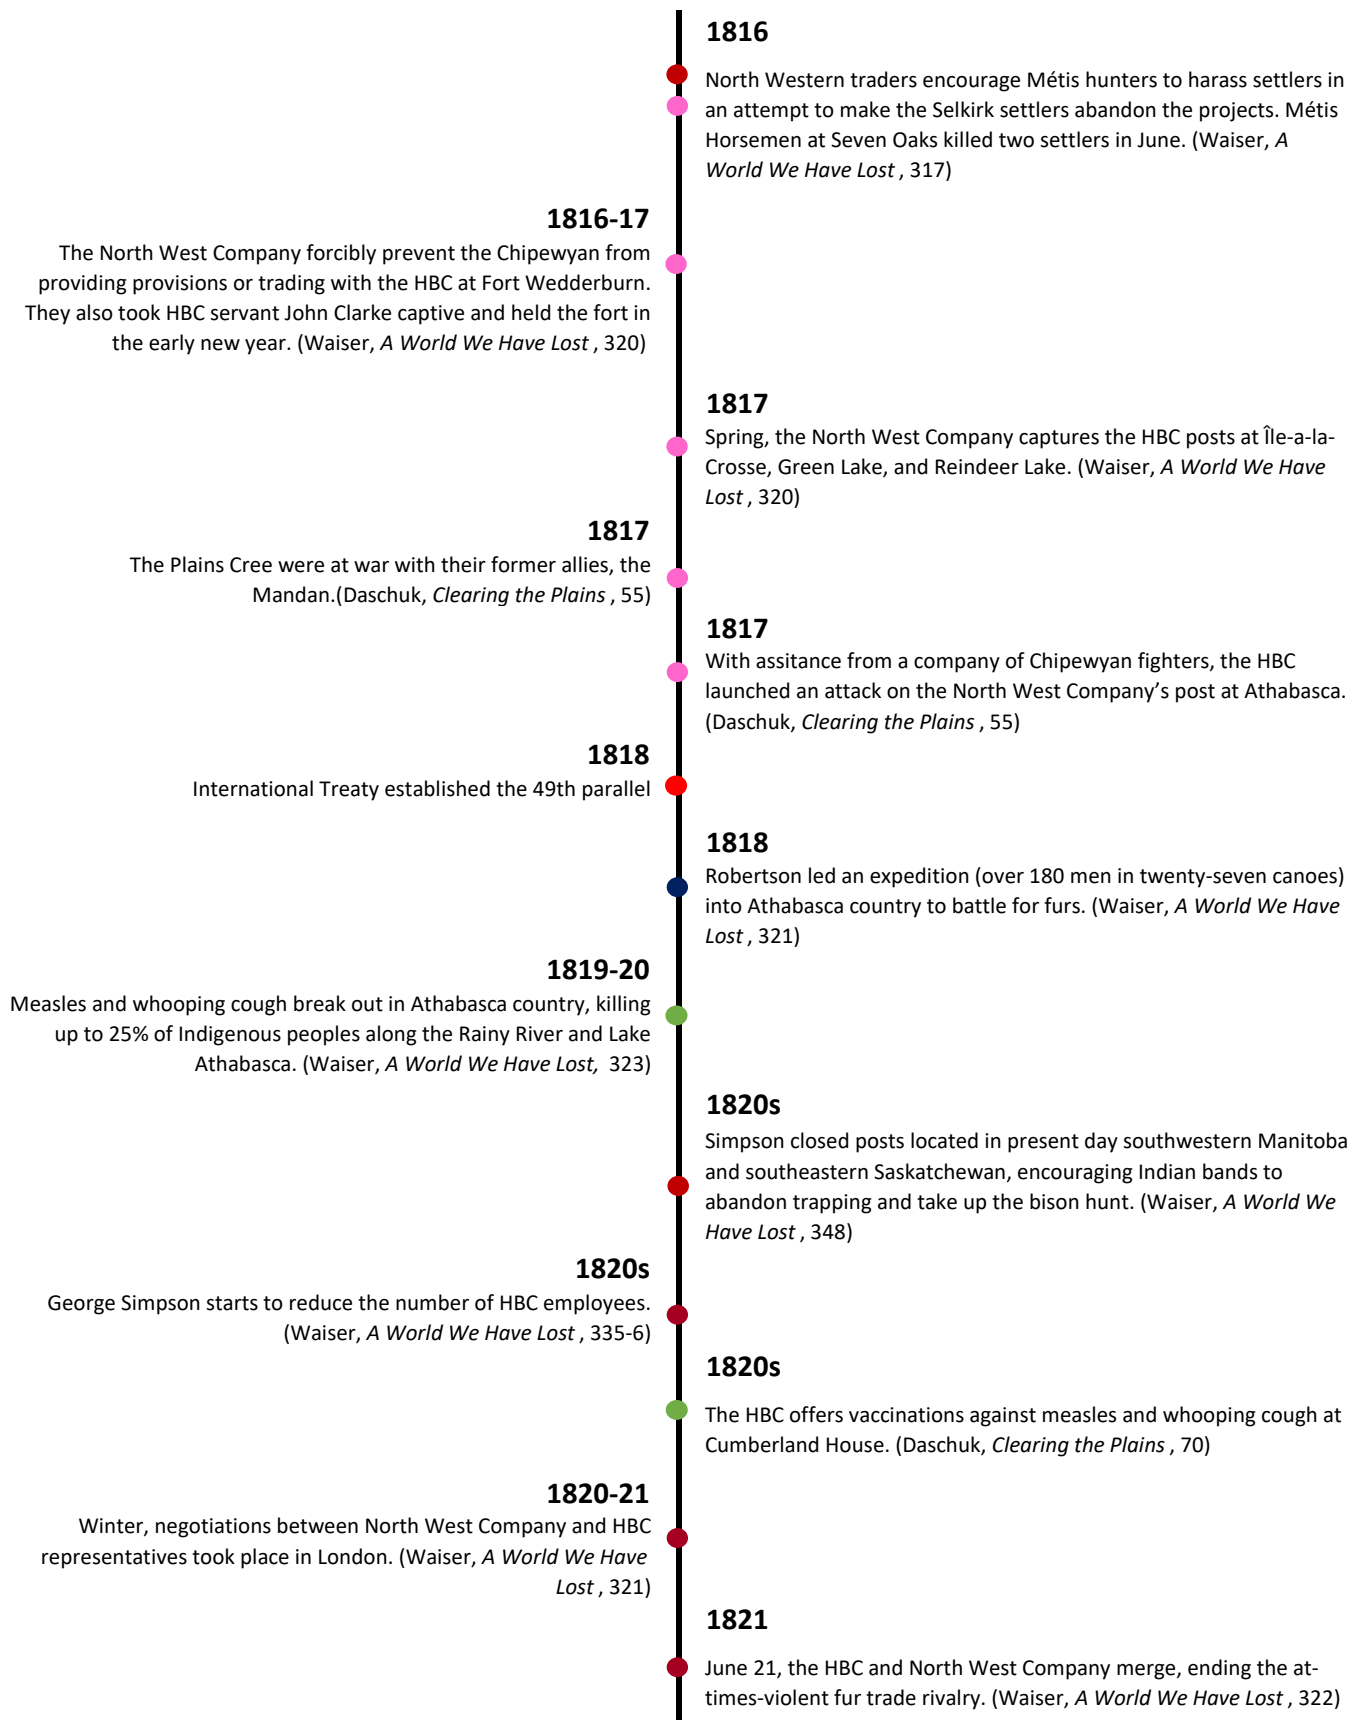 1816
North Western traders encourage Métis hunters to harass settlers in
an attempt to make the Selkirk settlers abandon the projects. Métis
Horsemen at Seven Oaks killed two settlers in June. (Waiser, A
World We Have Lost , 317)
1816-17
The North West Company forcibly prevent the Chipewyan from
providing provisions or trading with the HBC at Fort Wedderburn.
They also took HBC servant John Clarke captive and held the fort in
the early new year. (Waiser, A World We Have Lost , 320)
1817
Spring, the North West Company captures the HBC posts at Île-a-la-
Crosse, Green Lake, and Reindeer Lake. (Waiser, A World We Have
Lost , 320)
1817
The Plains Cree were at war with their former allies, the
Mandan.(Daschuk, Clearing the Plains , 55)
1817
With assitance from a company of Chipewyan fighters, the HBC
launched an attack on the North West Company’s post at Athabasca.
(Daschuk, Clearing the Plains , 55)
1818
International Treaty established the 49th parallel
1818
Robertson led an expedition (over 180 men in twenty-seven canoes)
into Athabasca country to battle for furs. (Waiser, A World We Have
Lost , 321)
1819-20
Measles and whooping cough break out in Athabasca country, killing
up to 25% of Indigenous peoples along the Rainy River and Lake
Athabasca. (Waiser, A World We Have Lost, 323)
1820s
Simpson closed posts located in present day southwestern Manitoba
and southeastern Saskatchewan, encouraging Indian bands to
abandon trapping and take up the bison hunt. (Waiser, A World We
Have Lost , 348)
1820s
George Simpson starts to reduce the number of HBC employees.
(Waiser, A World We Have Lost , 335-6)
1820s
The HBC offers vaccinations against measles and whooping cough at
Cumberland House. (Daschuk, Clearing the Plains , 70)
1820-21
Winter, negotiations between North West Company and HBC
representatives took place in London. (Waiser, A World We Have
Lost , 321)
1821
June 21, the HBC and North West Company merge, ending the at-
times-violent fur trade rivalry. (Waiser, A World We Have Lost , 322)